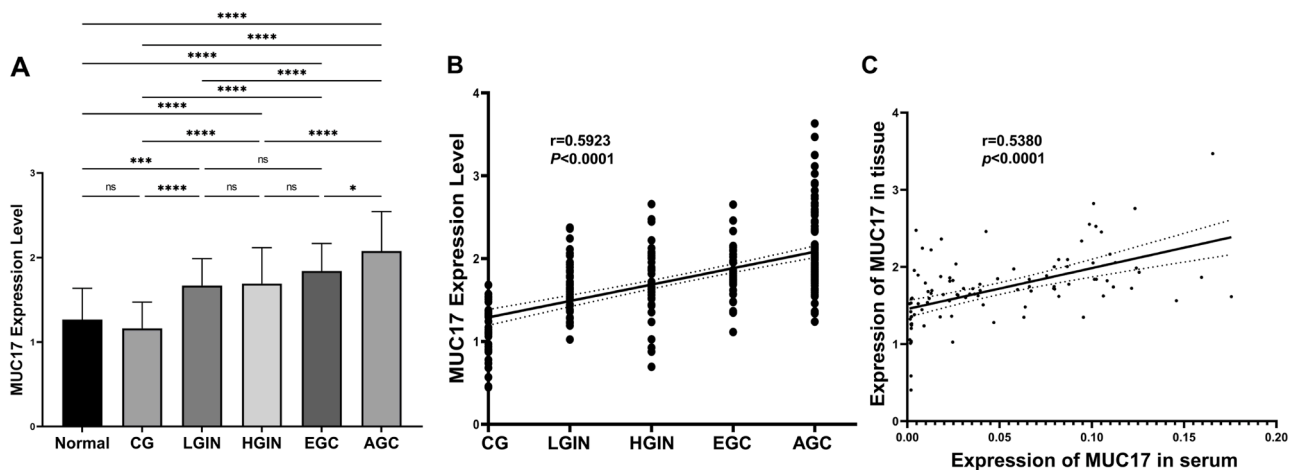 ****
****
****
A
****
****
****
****
****
***
ns
ns
****
ns
ns
*
MUC17 Expression Level
3
2
1
0
Normal
CG
LGIN
HGIN
EGC
AGC
B
r=0.5923
P<0.0001
MUC17 Expression Level
4
3
2
1
0
CG
LGIN
HGIN
EGC
AGC
C
r=0.5380
p<0.0001
Expression of MUC17 in tissue
4
3
2
1
0
0.00
0.05
0.10
0.15
0.20
Expression of MUC17 in serum